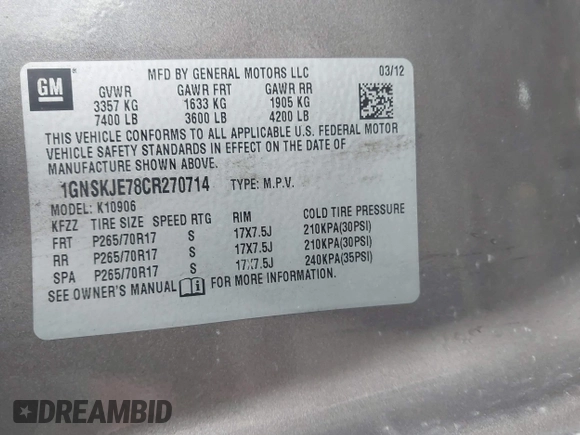 GM
MFD BY GENERAL MOTORS LLC 03/12
GVWR GAWR FRT GAWR RR
3357 KG 1633 KG 1905 KG
7400 LB 3600 LB 4200 LB
THIS VEHICLE CONFORMS TO ALL APPLICABLE U.S. FEDERAL MOTOR
VEHICLE SAFETY STANDARDS IN EFFECT ON THE DATE OF
MANUFACTURE SHOWN ABOVE.
1GNSKJE78CR270714 TYPE: M.P.V.
MODEL: K10906
KFZZ TIRE SIZE SPEED RTG RIM COLD TIRE PRESSURE
FRT P265/70R17 S 17X7.5J 210KPA(30PSI)
RR P265/70R17 S 17X7.5J 210KPA(30PSI)
SPA P265/70R17 S 17X7.5J 240KPA(35PSI)
SEE OWNER'S MANUAL FOR ADDITIONAL INFORMATION.
DREAMBID